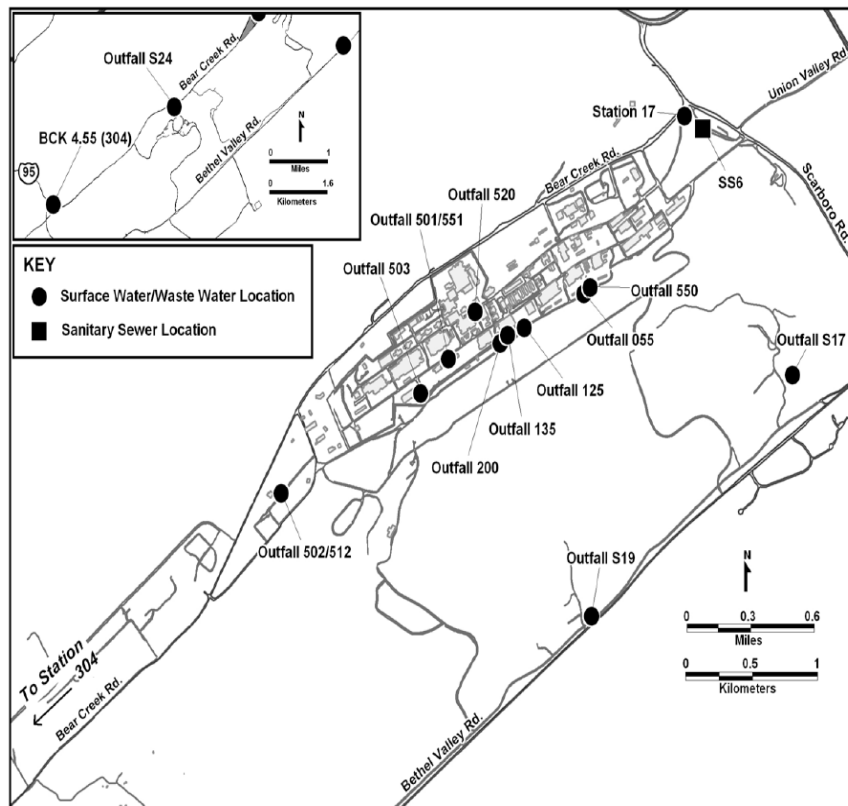 Outfall S24
Bear Creek Rd.
BCK 4.55 (304)
Bethel Valley Rd.
N
0 1
Miles
0 1.6
Kilometers
95
KEY
Surface Water/Waste Water Location
Sanitary Sewer Location
Station 17
Union Valley Rd.
SS6
Scarboro Rd.
Bear Creek Rd.
Outfall 520
Outfall 501/551
Outfall 503
Outfall 550
Outfall 055
Outfall S17
Outfall 125
Outfall 135
Outfall 200
Outfall 502/512
Outfall S19
N
0 0.3 0.6
Miles
0 0.5 1
Kilometers
To Station
304
Bear Creek Rd.
Bethel Valley Rd.